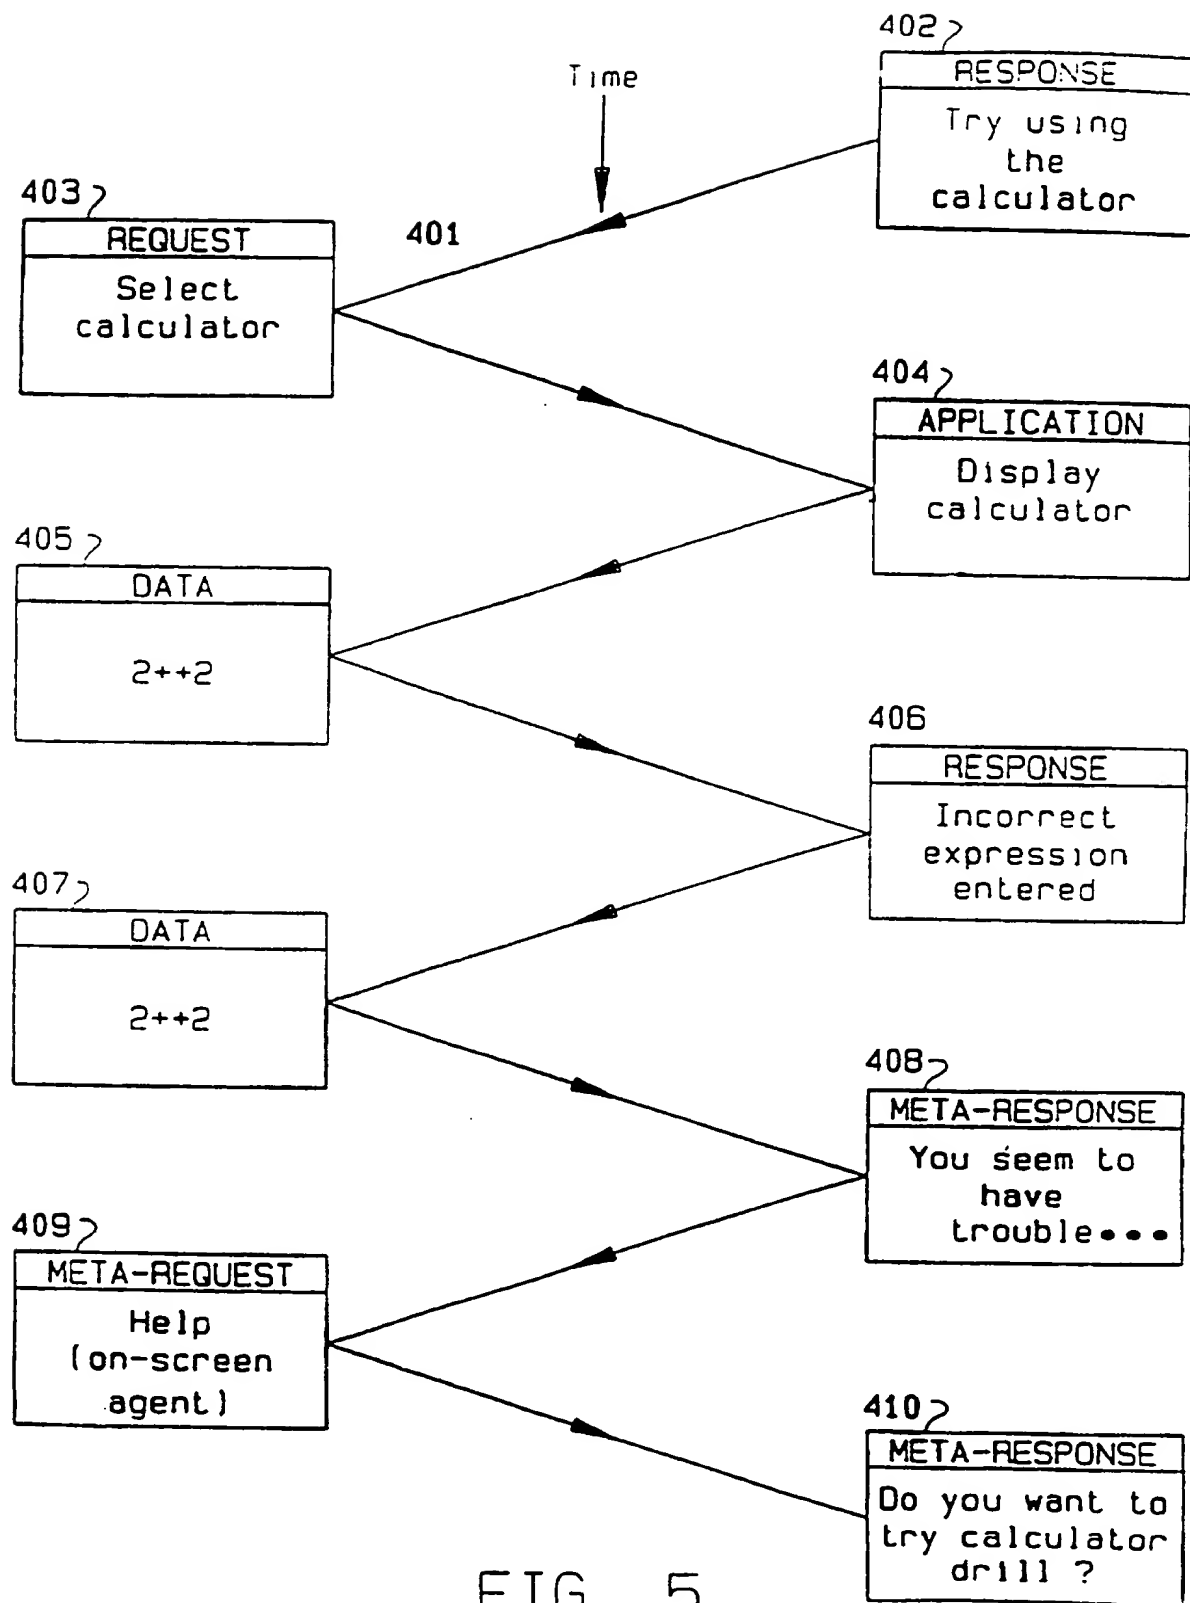 402
RESPONSE
Try using
the
calculator
Time
403
REQUEST
Select
calculator
401
404
APPLICATION
Display
calculator
405
DATA
2++2
406
RESPONSE
Incorrect
expression
entered
407
DATA
2++2
408
META-RESPONSE
You seem to
have
trouble•••
409
META-REQUEST
Help
(on-screen
agent)
410
META-RESPONSE
Do you want to
try calculator
drill ?
FIG. 5